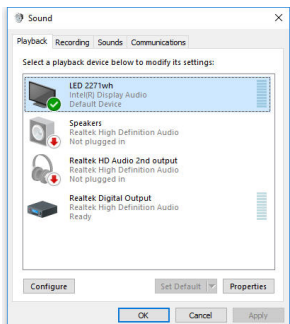 Sound
Playback Recording Sounds Communications
Select a playback device below to modify its settings:
LED 2271wh
Intel(R) Display Audio
Default Device
Speakers
Realtek High Definition Audio
Not plugged in
Realtek HD Audio 2nd output
Realtek High Definition Audio
Not plugged in
Realtek Digital Output
Realtek High Definition Audio
Ready
Configure Set Default Properties
OK Cancel Apply